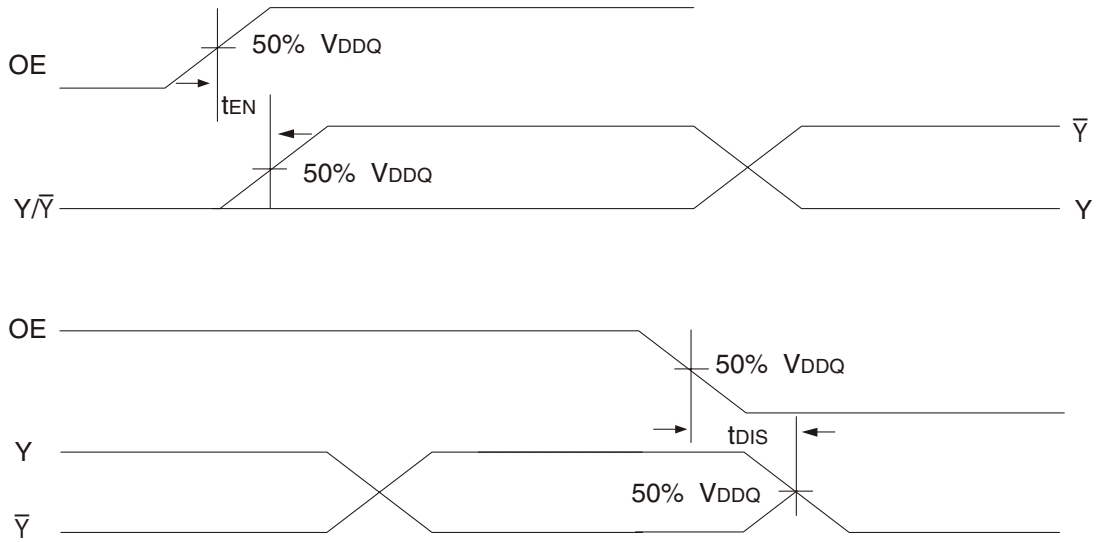 50% VDDQ
OE
tEN
Y̅
50% VDDQ
Y/Y̅
Y
OE
50% VDDQ
tDIS
Y
50% VDDQ
Y̅